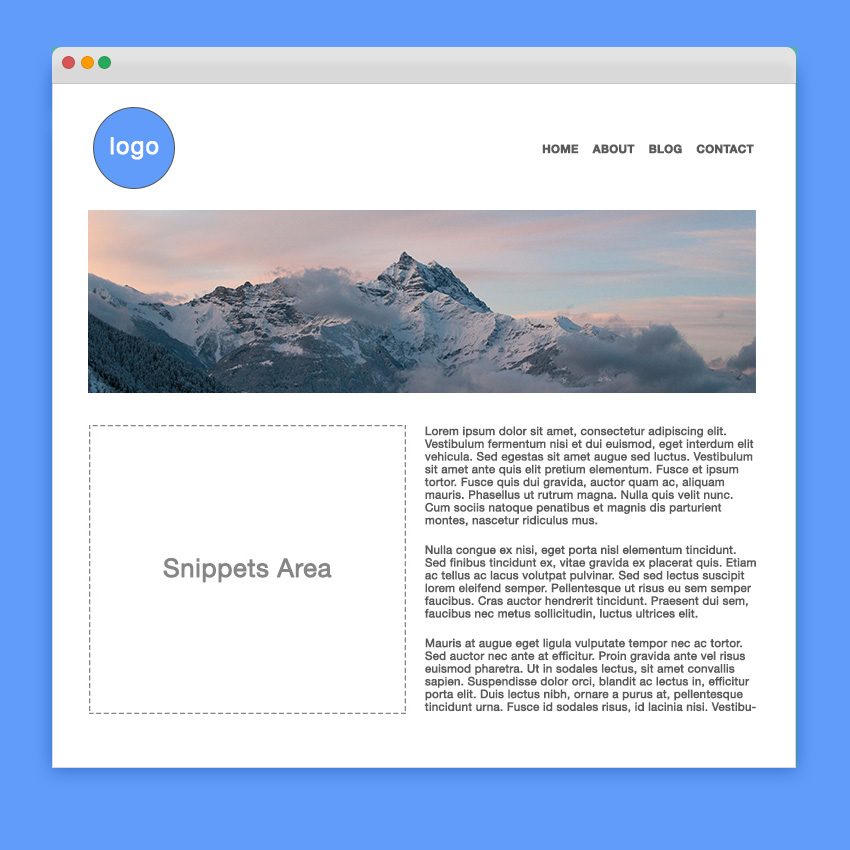 logo
HOME ABOUT BLOG CONTACT
Snippets Area
Lorem ipsum dolor sit amet, consectetur adipiscing elit.
Vestibulum fermentum nisi et dui euismod, eget interdum elit
vehicula. Sed egestas sit amet augue sed luctus. Vestibulum
sit amet ante quis elit pretium elementum. Fusce et ipsum
tortor. Fusce quis dui gravida, auctor quam ac, aliquam
mauris. Phasellus ut rutrum magna. Nulla quis velit nunc.
Cum sociis natoque penatibus et magnis dis parturient
montes, nascetur ridiculus mus.
Nulla congue ex nisi, eget porta nisl elementum tincidunt.
Sed finibus tincidunt ex, vitae gravida ex placerat quis. Etiam
ac tellus ac lacus volutpat pulvinar. Sed sed lectus suscipit
lorem eleifend semper. Pellentesque ut risus eu sem semper
faucibus. Cras auctor hendrerit tincidunt. Praesent dui sem,
faucibus nec metus sollicitudin, luctus ultrices elit.
Mauris at augue eget ligula vulputate tempor nec ac tortor.
Sed auctor nec ante at efficitur. Proin gravida ante vel risus
euismod pharetra. Ut in sodales lectus, sit amet convallis
sapien. Suspendisse dolor orci, blandit ac lectus in, efficitur
porta elit. Duis lectus nibh, ornare a purus at, pellentesque
tincidunt urna. Fusce id sodales risus, id lacinia nisi. Vestibu-